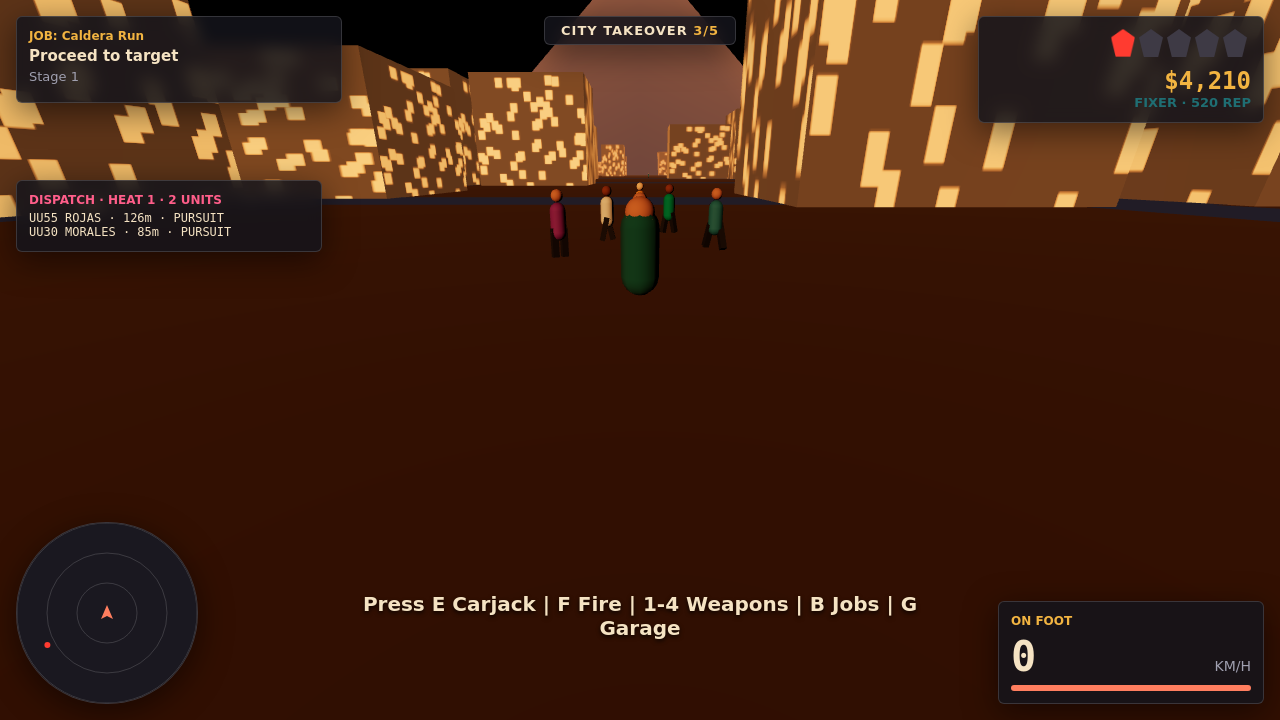 JOB: Caldera Run
Proceed to target
Stage 1
CITY TAKEOVER 3/5
$4,210
FIXER · 520 REP
DISPATCH · HEAT 1 · 2 UNITS
UU55 ROJAS · 126m · PURSUIT
UU30 MORALES · 85m · PURSUIT
Press E Carjack | F Fire | 1-4 Weapons | B Jobs | G
Garage
ON FOOT
0
KM/H